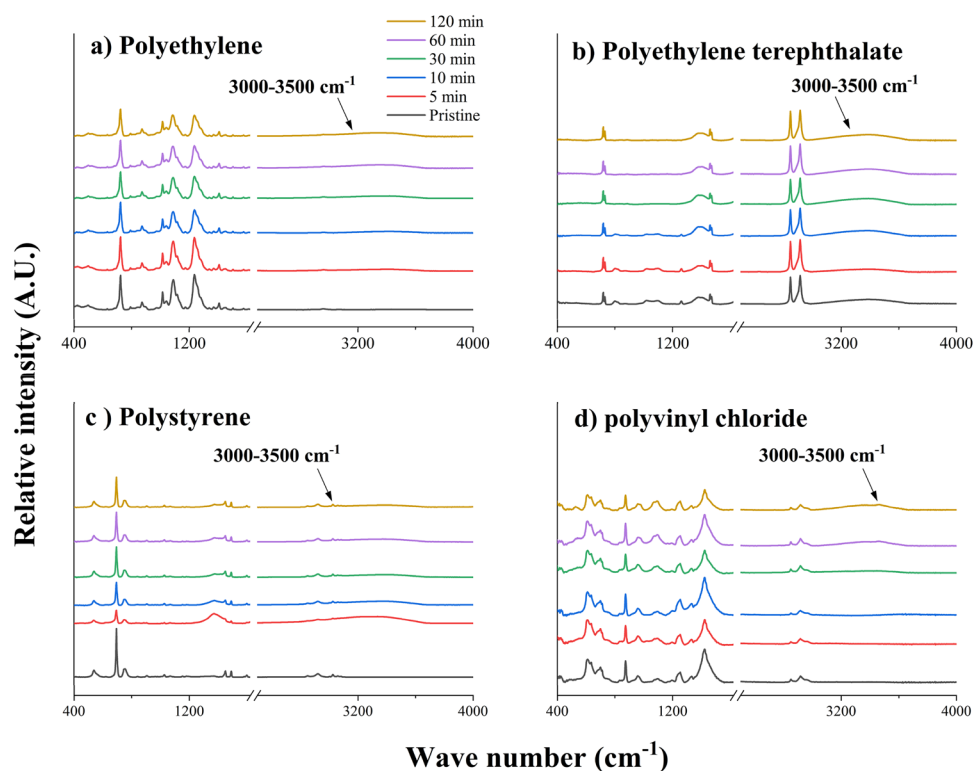 a) Polyethylene
120 min
60 min
30 min
10 min
5 min
Pristine
3000-3500 cm-1
400
1200
3200
4000
b) Polyethylene terephthalate
3000-3500 cm-1
400
1200
3200
4000
c ) Polystyrene
3000-3500 cm-1
400
1200
3200
4000
d) polyvinyl chloride
3000-3500 cm-1
400
1200
3200
4000
Relative intensity (A.U.)
Wave number (cm-1)